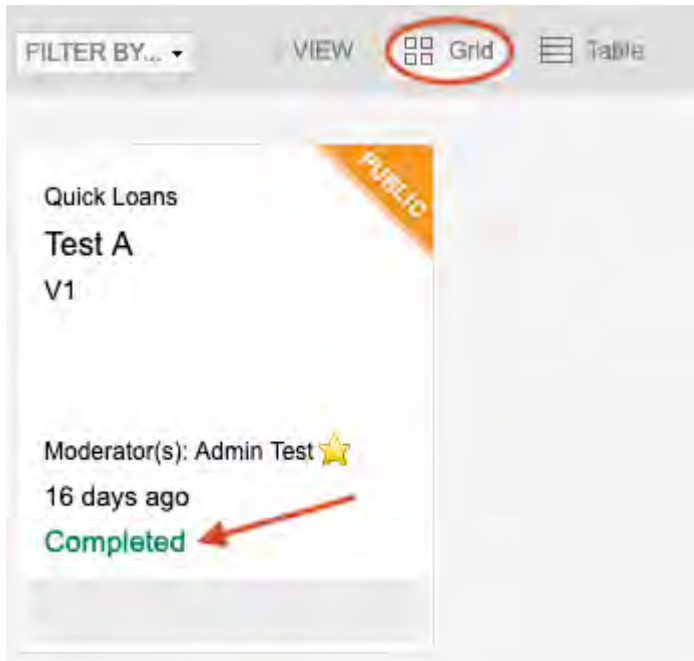 FILTER BY... VIEW Grid Table
PUBLIC
Quick Loans
Test A
V1
Moderator(s): Admin Test
16 days ago
Completed